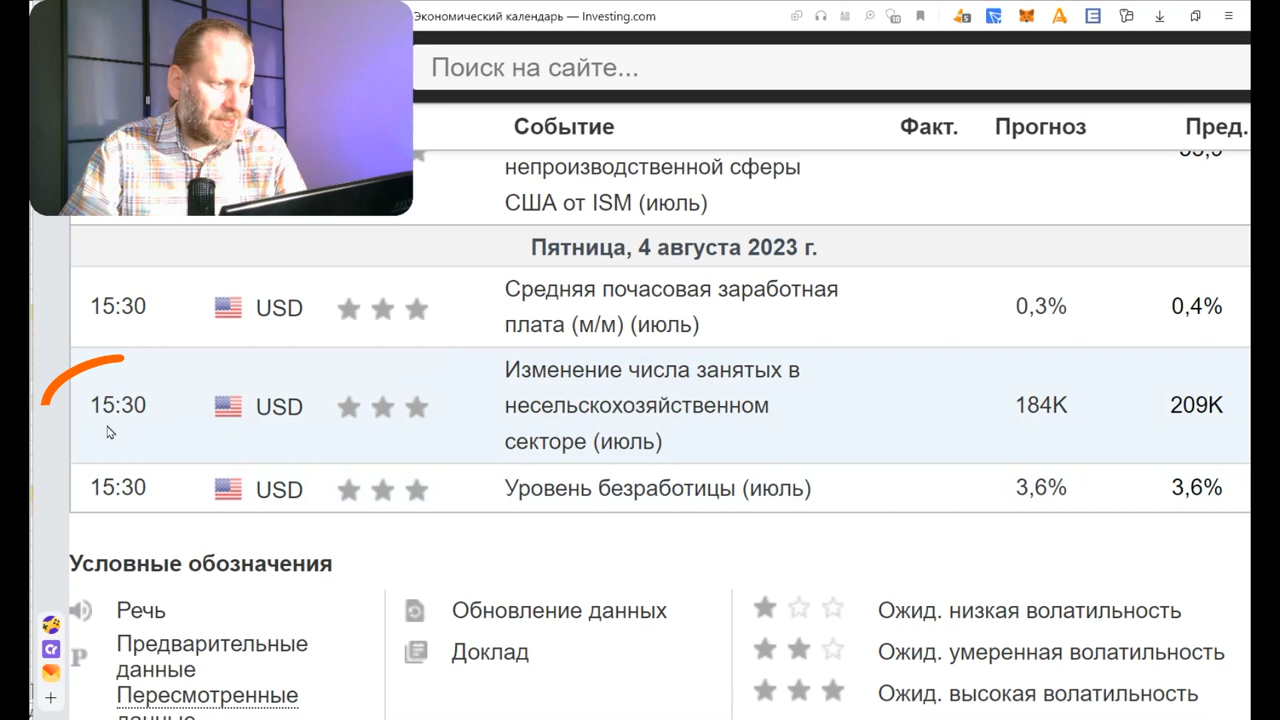 Экономический календарь — Investing.com
Поиск на сайте...
Событие Факт. Прогноз Пред.
непроизводственной сферы
США от ISM (июль)
Пятница, 4 августа 2023 г.
15:30 USD Средняя почасовая заработная 0,3% 0,4%
плата (м/м) (июль)
Изменение числа занятых в
15:30 USD несельскохозяйственном 184K 209K
секторе (июль)
15:30 USD Уровень безработицы (июль) 3,6% 3,6%
Условные обозначения
Речь Обновление данных Ожид. низкая волатильность
Предварительные
данные
Доклад Ожид. умеренная волатильность
Пересмотренные
Ожид. высокая волатильность